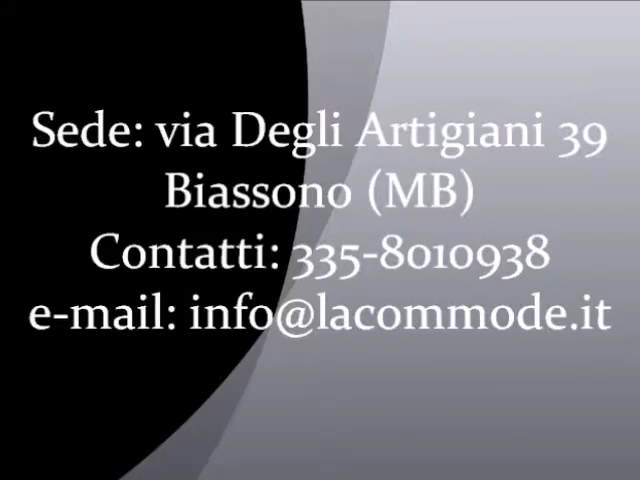 Sede: via Degli Artigiani 39
Biassono (MB)
Contatti: 335-8010938
e-mail: info@lacommode.it